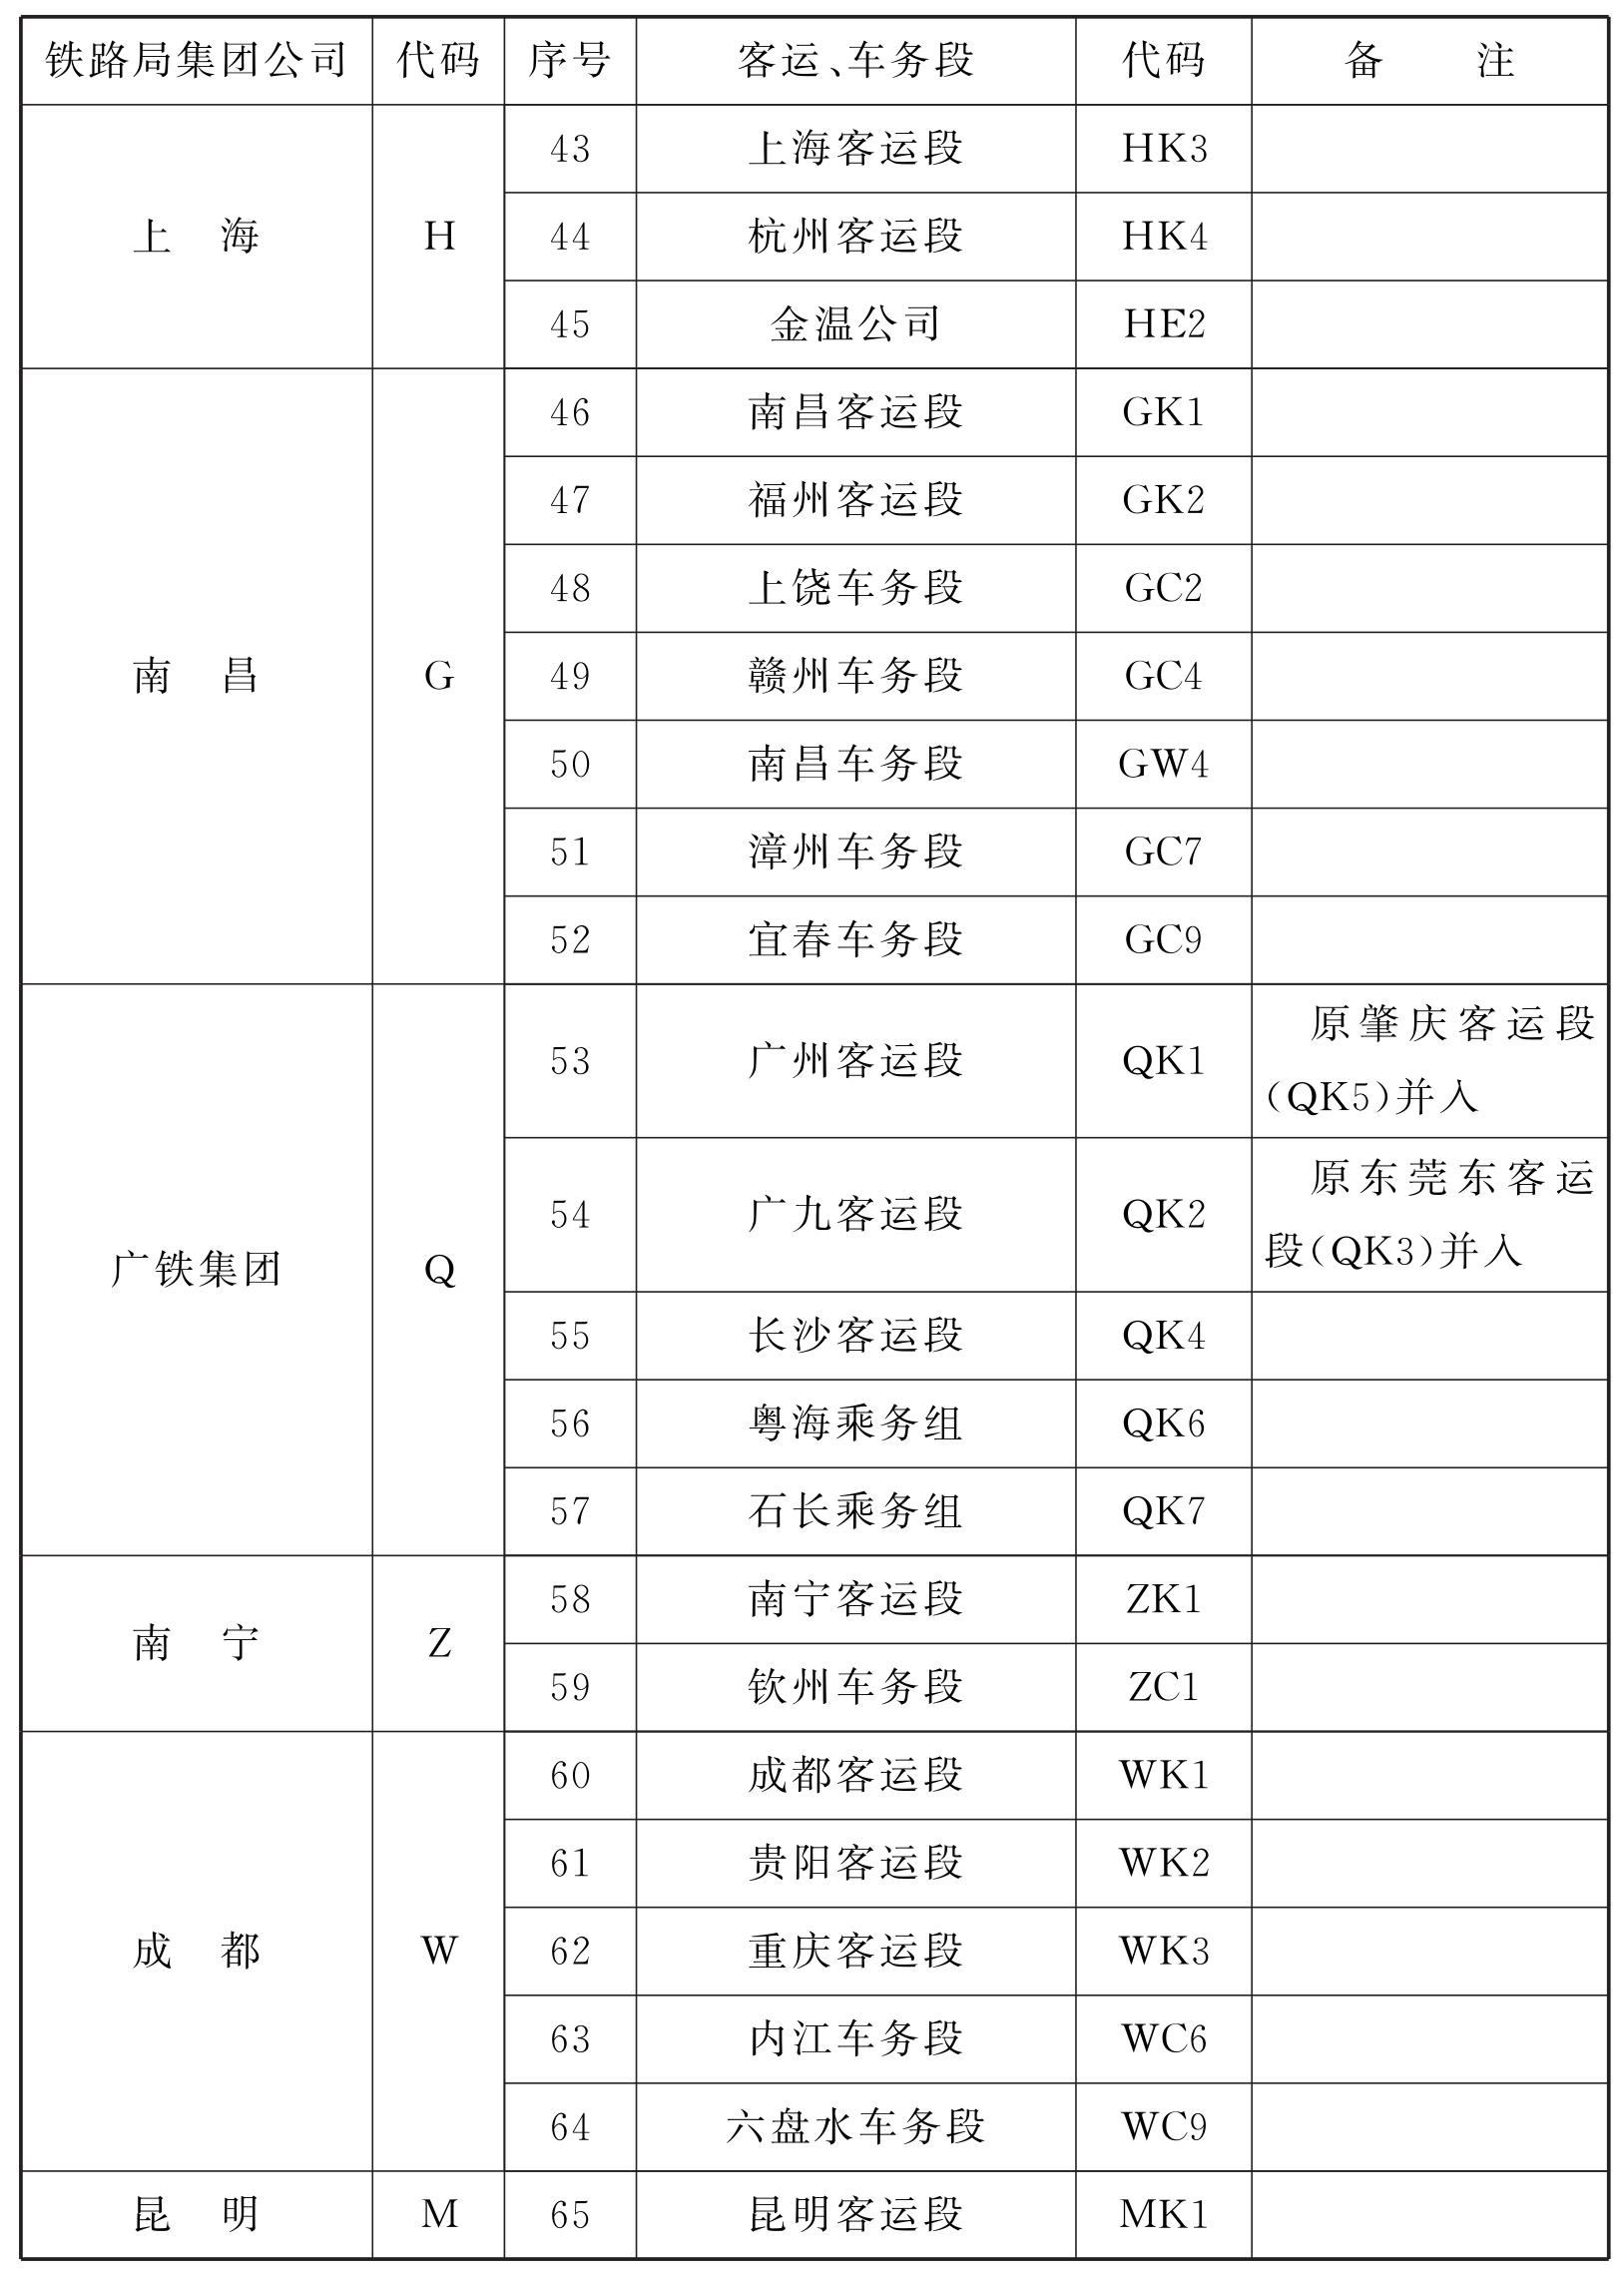 铁路局集团公司 代码 序号 客运、车务段 代码 备 注
上 海 H 43 上海客运段 HK3
44 杭州客运段 HK4
45 金温公司 HE2
南 昌 G 46 南昌客运段 GK1
47 福州客运段 GK2
48 上饶车务段 GC2
49 赣州车务段 GC4
50 南昌车务段 GW4
51 漳州车务段 GC7
52 宜春车务段 GC9
广铁集团 Q 53 广州客运段 QK1 原肇庆客运段
(QK5)并入
54 广九客运段 QK2 原东莞东客运
段(QK3)并入
55 长沙客运段 QK4
56 粤海乘务组 QK6
57 石长乘务组 QK7
南 宁 Z 58 南宁客运段 ZK1
59 钦州车务段 ZC1
成 都 W 60 成都客运段 WK1
61 贵阳客运段 WK2
62 重庆客运段 WK3
63 内江车务段 WC6
64 六盘水车务段 WC9
昆 明 M 65 昆明客运段 MK1